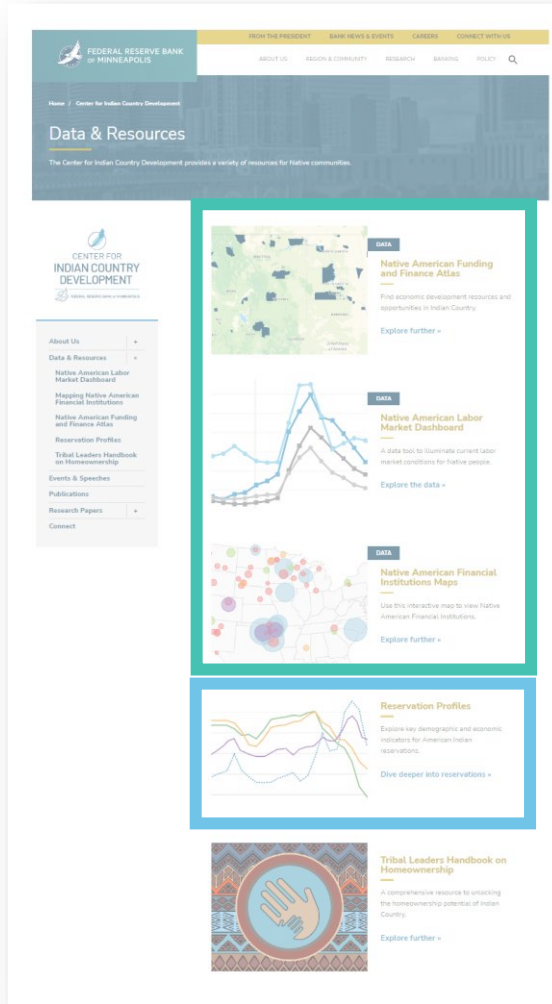 FROM THE PRESIDENT BANK NEWS & EVENTS CAREERS CONNECT WITH US
FEDERAL RESERVE BANK
OF MINNEAPOLIS
ABOUT US REGION & COMMUNITY RESEARCH BANKING POLICY
Home / Center for Indian Country Development
Data & Resources
The Center for Indian Country Development provides a variety of resources for Native communities.
CENTER FOR
INDIAN COUNTRY
DEVELOPMENT
FEDERAL RESERVE BANK OF MINNEAPOLIS
About Us +
Data & Resources
Native American Labor
Market Dashboard
Mapping Native American
Financial Institutions
Native American Funding
and Finance Atlas
Reservation Profiles
Tribal Leaders Handbook
on Homeownership
Events & Speeches
Publications
Research Papers +
Connect
DATA
Native American Funding
and Finance Atlas
Find economic development resources and
opportunities in Indian Country.
Explore further »
DATA
Native American Labor
Market Dashboard
A data tool to illuminate current labor
market conditions for Native people.
Explore the data »
DATA
Native American Financial
Institutions Maps
Use this interactive map to view Native
American Financial Institutions.
Explore further »
Reservation Profiles
Explore key demographic and economic
indicators for American Indian
reservations.
Dive deeper into reservations »
Tribal Leaders Handbook on
Homeownership
A comprehensive resource to unlocking
the homeownership potential of Indian
Country.
Explore further »